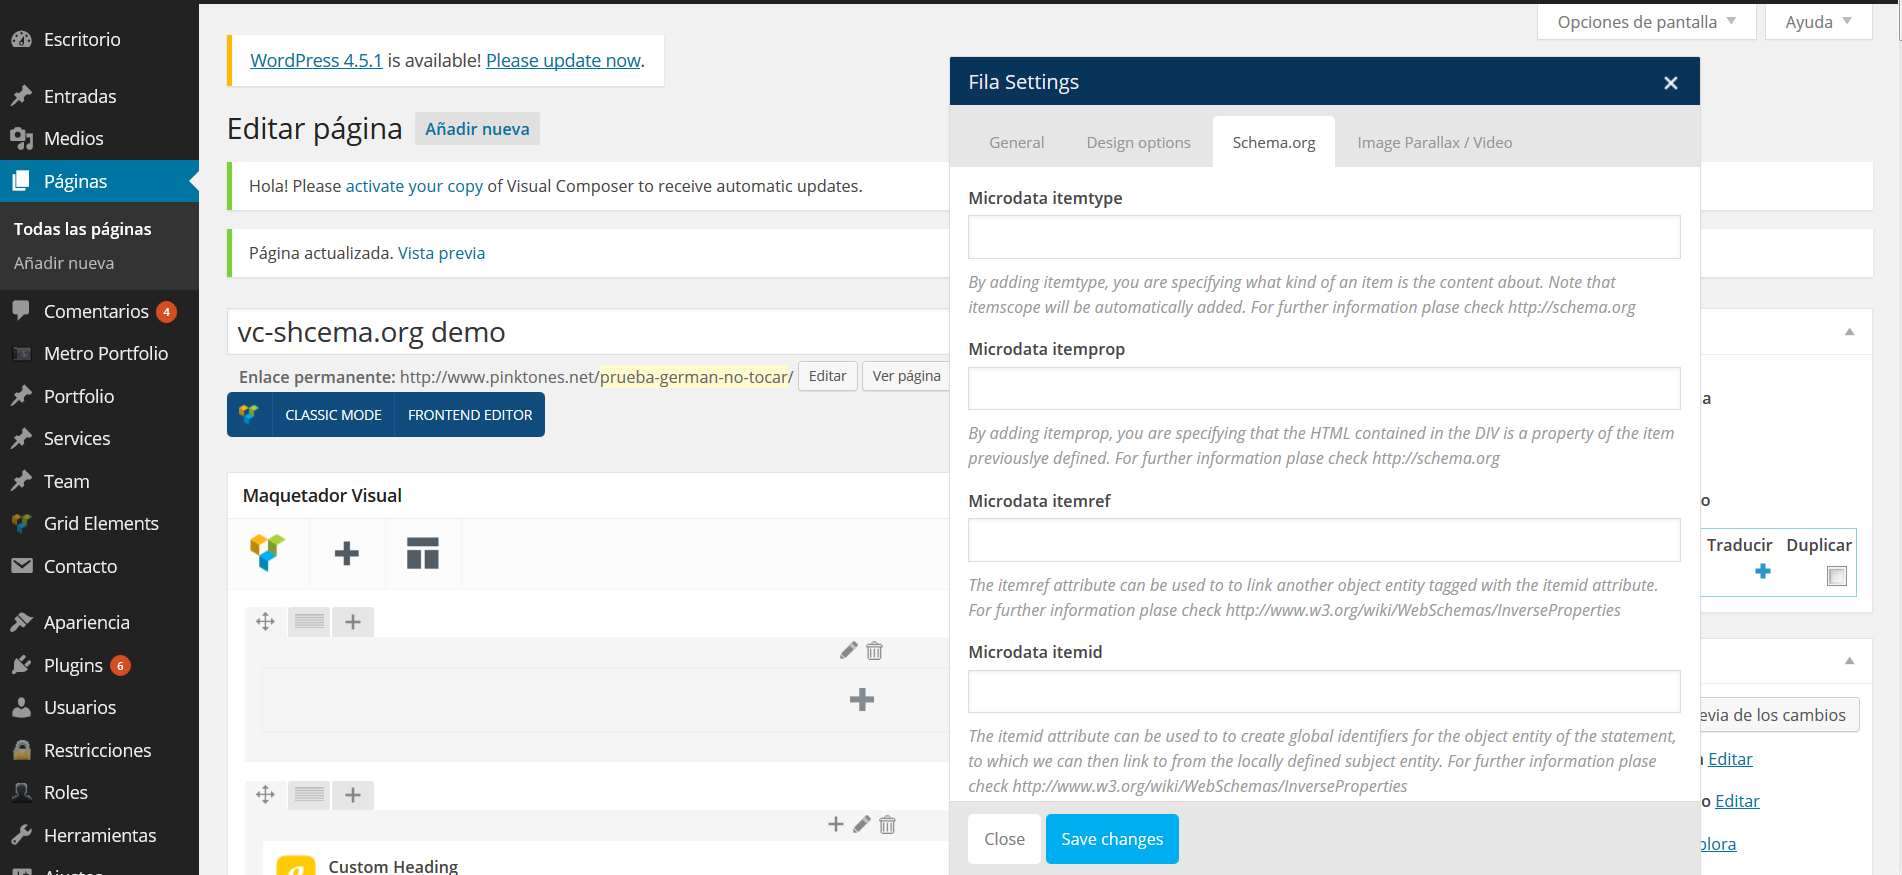 Escritorio
Entradas
Medios
Páginas
Todas las páginas
Añadir nueva
Comentarios 4
Metro Portfolio
Portfolio
Services
Team
Grid Elements
Contacto
Apariencia
Plugins 6
Usuarios
Restricciones
Roles
Herramientas
Opciones de pantalla
Ayuda
WordPress 4.5.1 is available! Please update now.
Editar página Añadir nueva
Hola! Please activate your copy of Visual Composer to receive automatic updates.
Página actualizada. Vista previa
vc-shcema.org demo
Enlace permanente: http://www.pinktones.net/prueba-german-no-tocar/ Editar Ver página
CLASSIC MODE FRONTEND EDITOR
Maquetador Visual
Custom Heading
Fila Settings
General Design options Schema.org Image Parallax / Video
Microdata itemtype
By adding itemtype, you are specifying what kind of an item is the content about. Note that
itemscope will be automatically added. For further information plase check http://schema.org
Microdata itemprop
By adding itemprop, you are specifying that the HTML contained in the DIV is a property of the item
previouslye defined. For further information plase check http://schema.org
Microdata itemref
The itemref attribute can be used to to link another object entity tagged with the itemid attribute.
For further information plase check http://www.w3.org/wiki/WebSchemas/InverseProperties
Microdata itemid
The itemid attribute can be used to to create global identifiers for the object entity of the statement,
to which we can then link to from the locally defined subject entity. For further information plase
check http://www.w3.org/wiki/WebSchemas/InverseProperties
Close Save changes
a
o
Traducir Duplicar
evia de los cambios
Editar
o Editar
lora